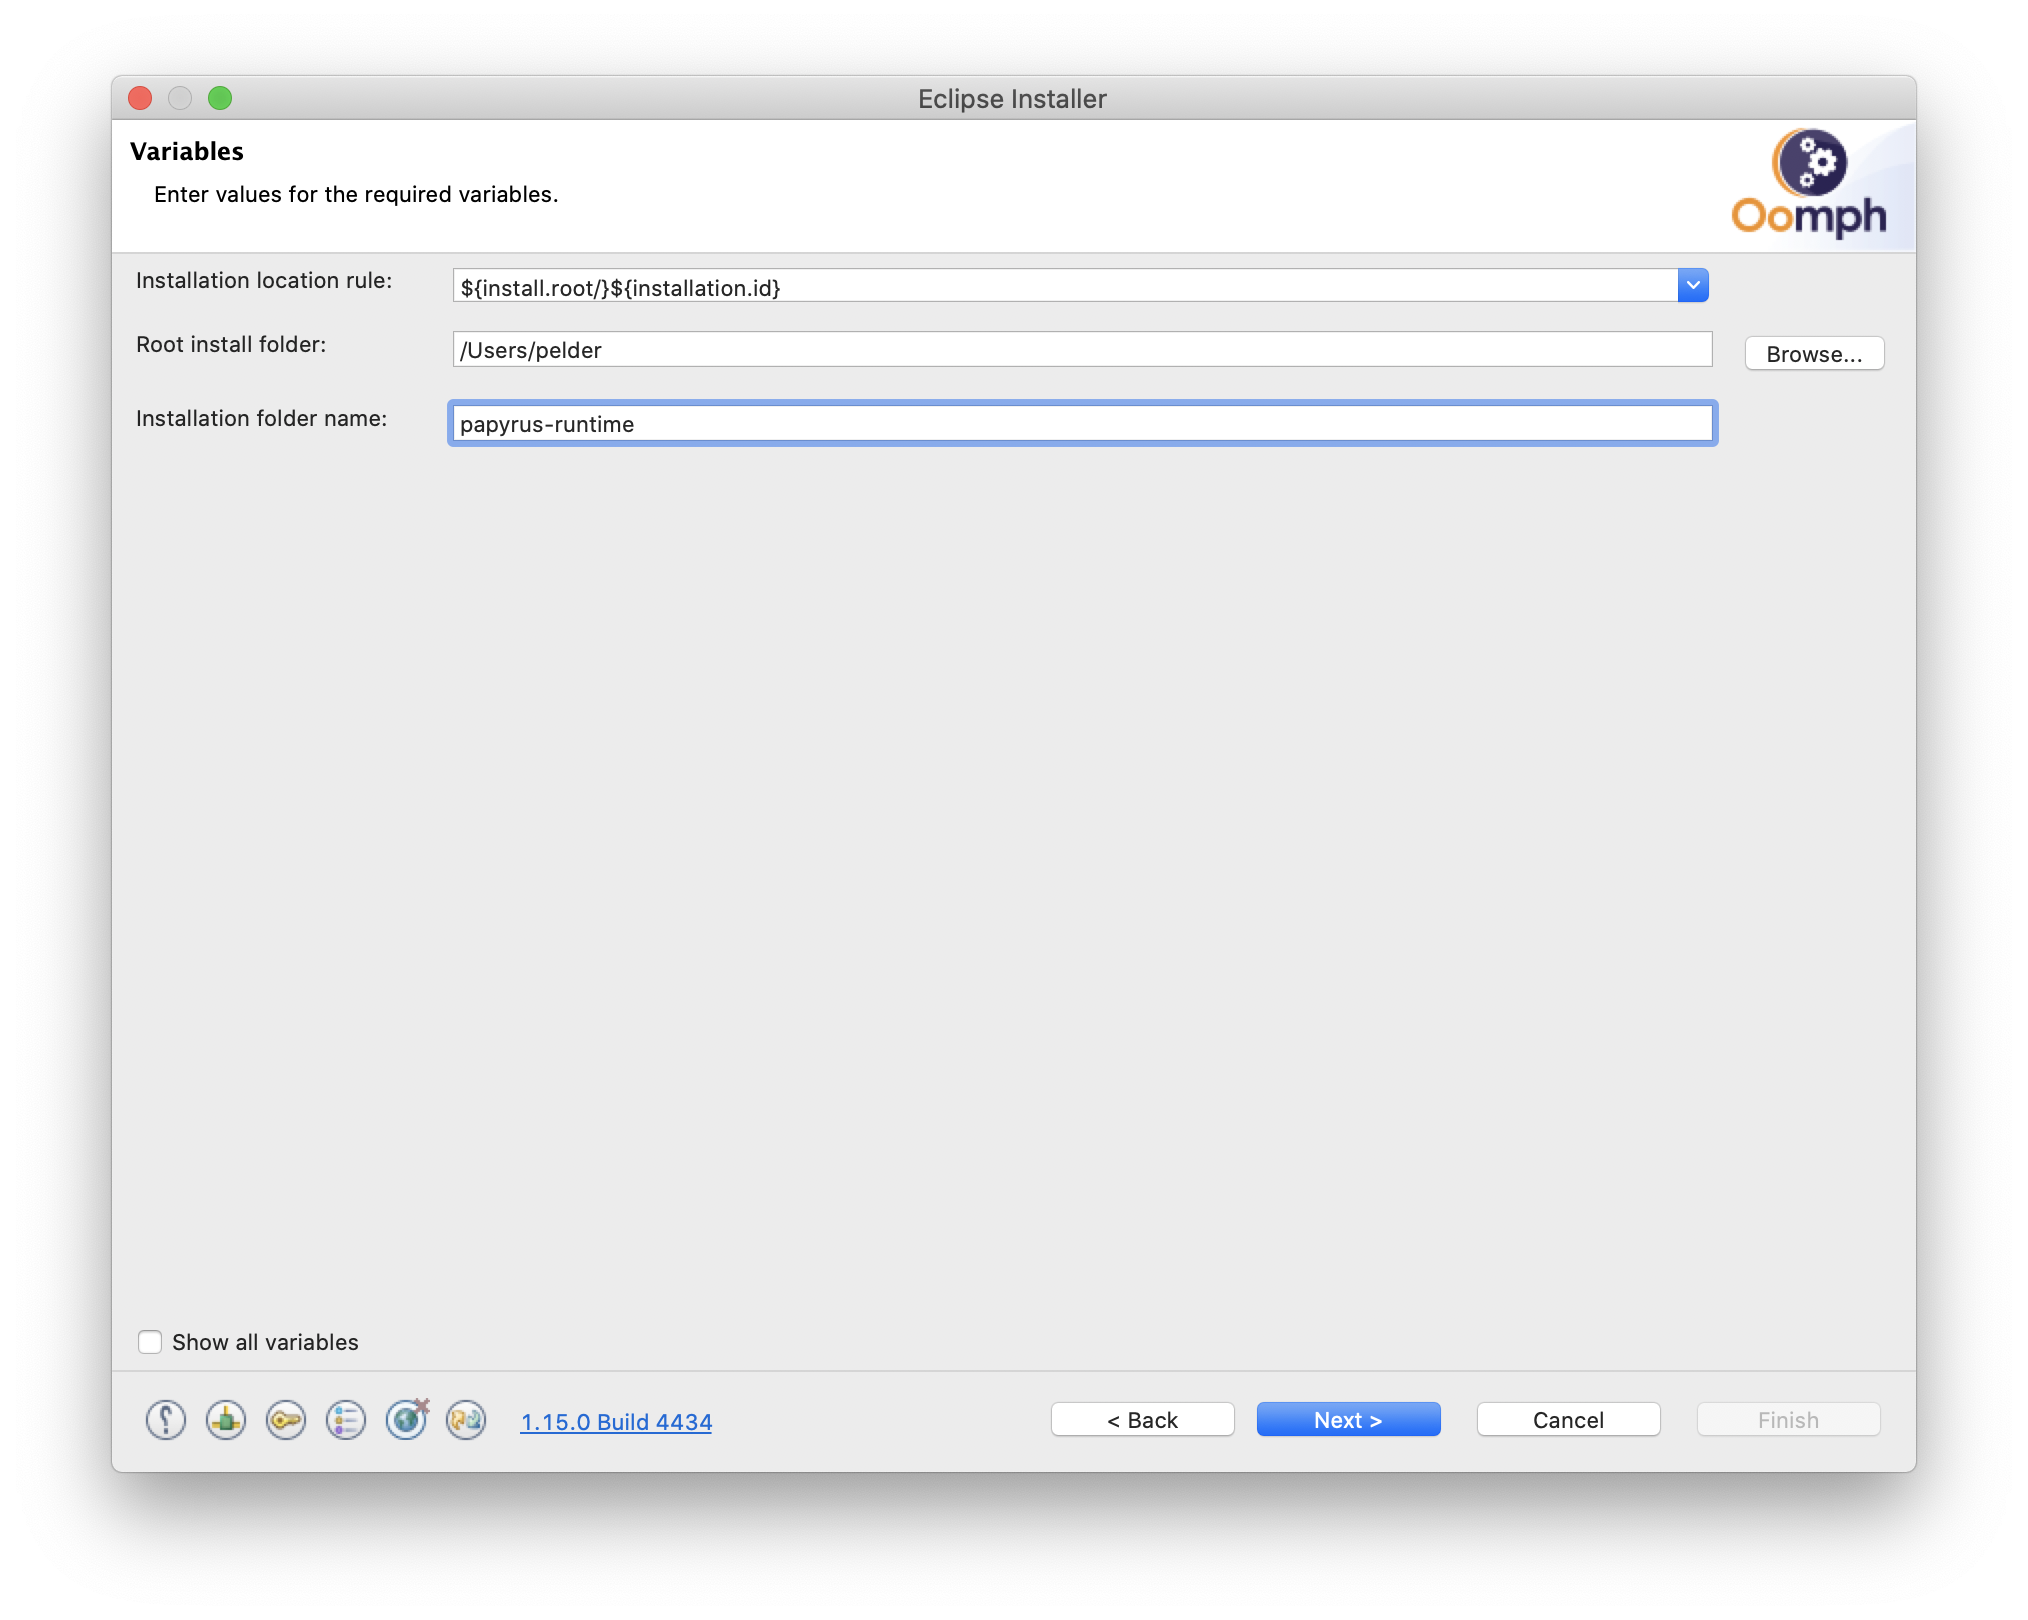 Eclipse Installer
Variables
Enter values for the required variables.
Oomph
Installation location rule: ${install.root/}${installation.id}
Root install folder: /Users/pelder Browse...
Installation folder name: papyrus-runtime
Show all variables
1.15.0 Build 4434 < Back Next > Cancel Finish